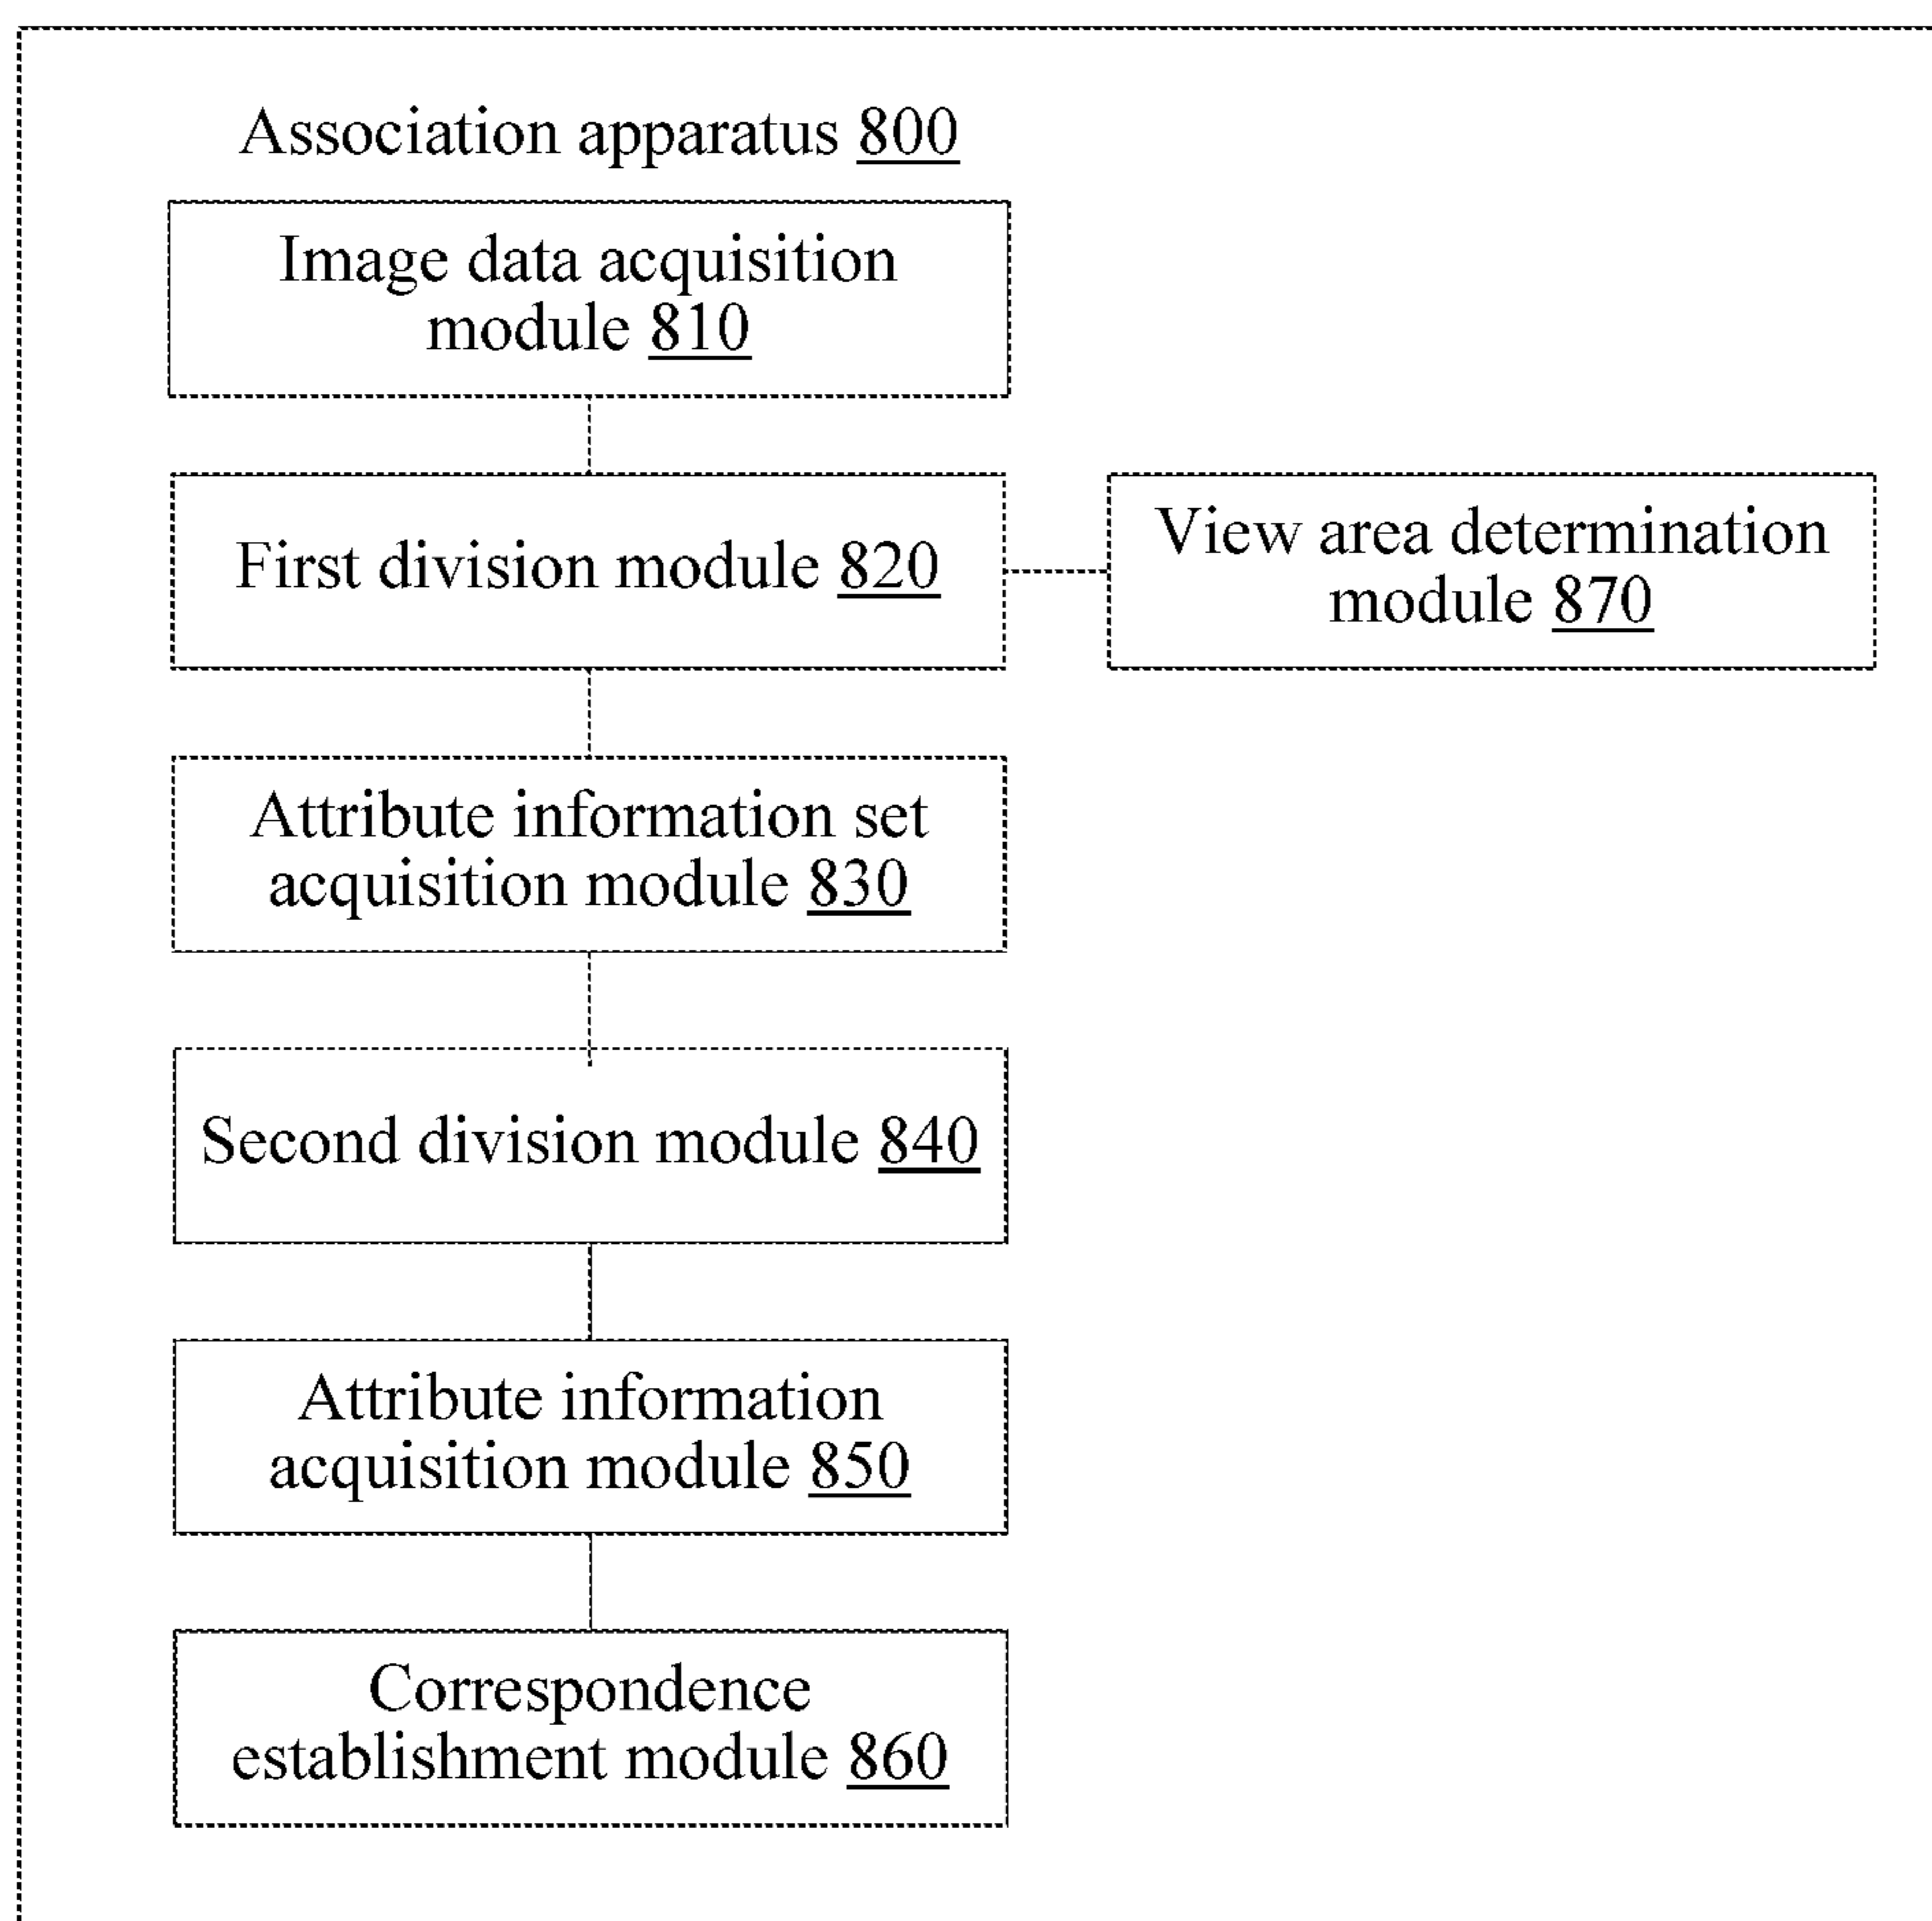 Association apparatus 800
Image data acquisition
module 810
First division module 820
View area determination
module 870
Attribute information set
acquisition module 830
Second division module 840
Attribute information
acquisition module 850
Correspondence
establishment module 860